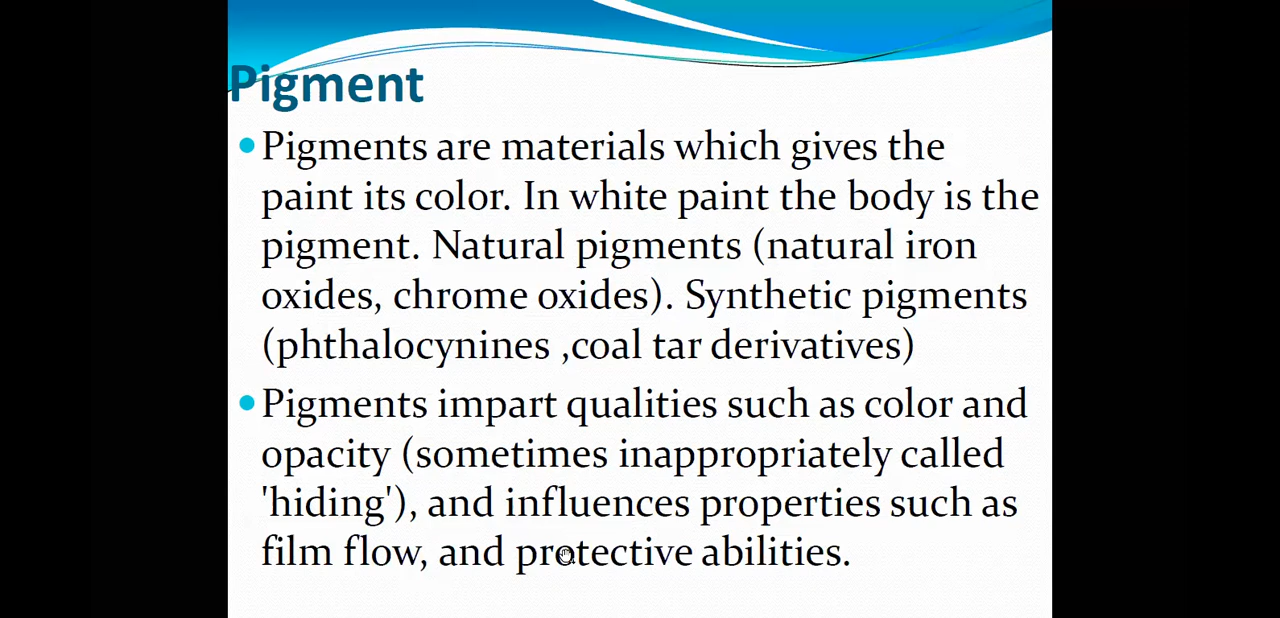 Pigment
•Pigments are materials which gives the
paint its color. In white paint the body is the
pigment. Natural pigments (natural iron
oxides, chrome oxides). Synthetic pigments
(phthalocynines ,coal tar derivatives)
•Pigments impart qualities such as color and
opacity (sometimes inappropriately called
'hiding'), and influences properties such as
film flow, and protective abilities.